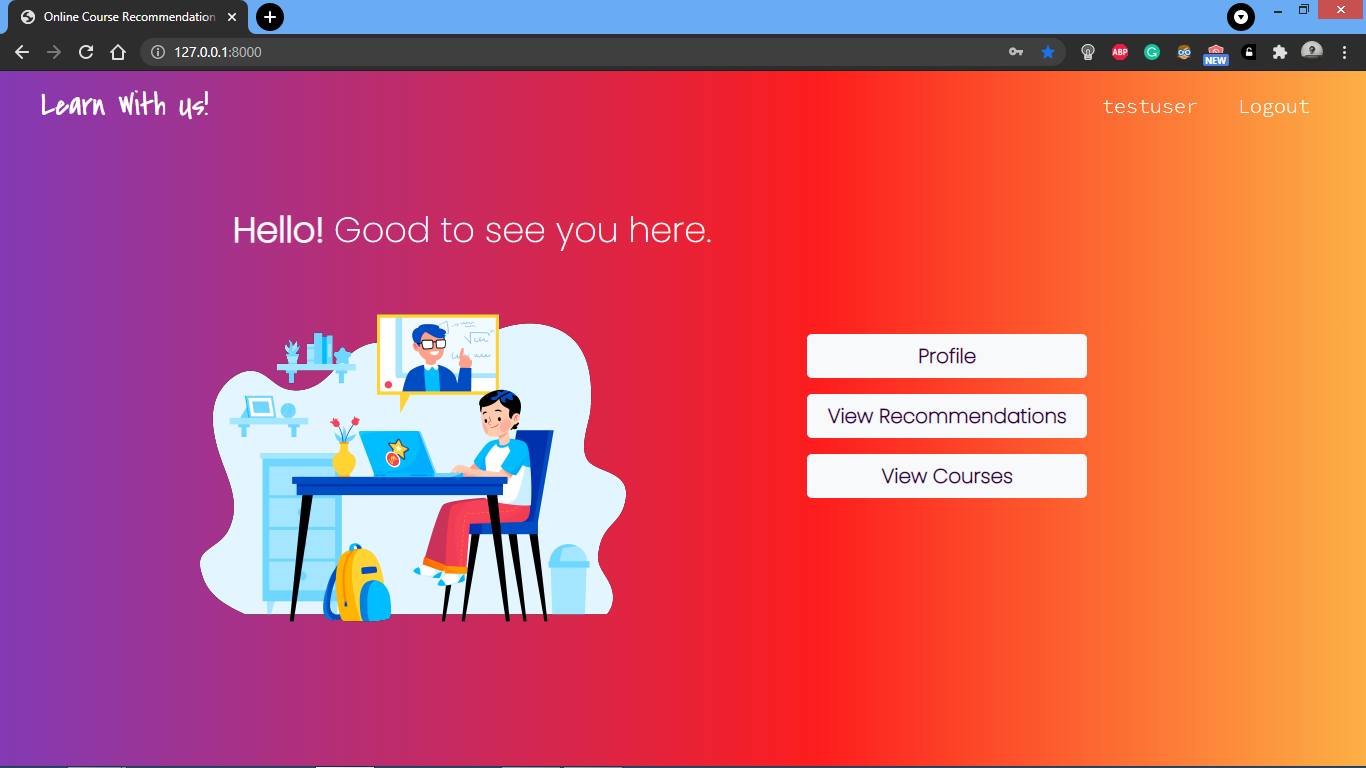 Online Course Recommendation
127.0.0.1:8000
ABP
NEW
Learn With Us!
testuser
Logout
Hello! Good to see you here.
Profile
View Recommendations
View Courses